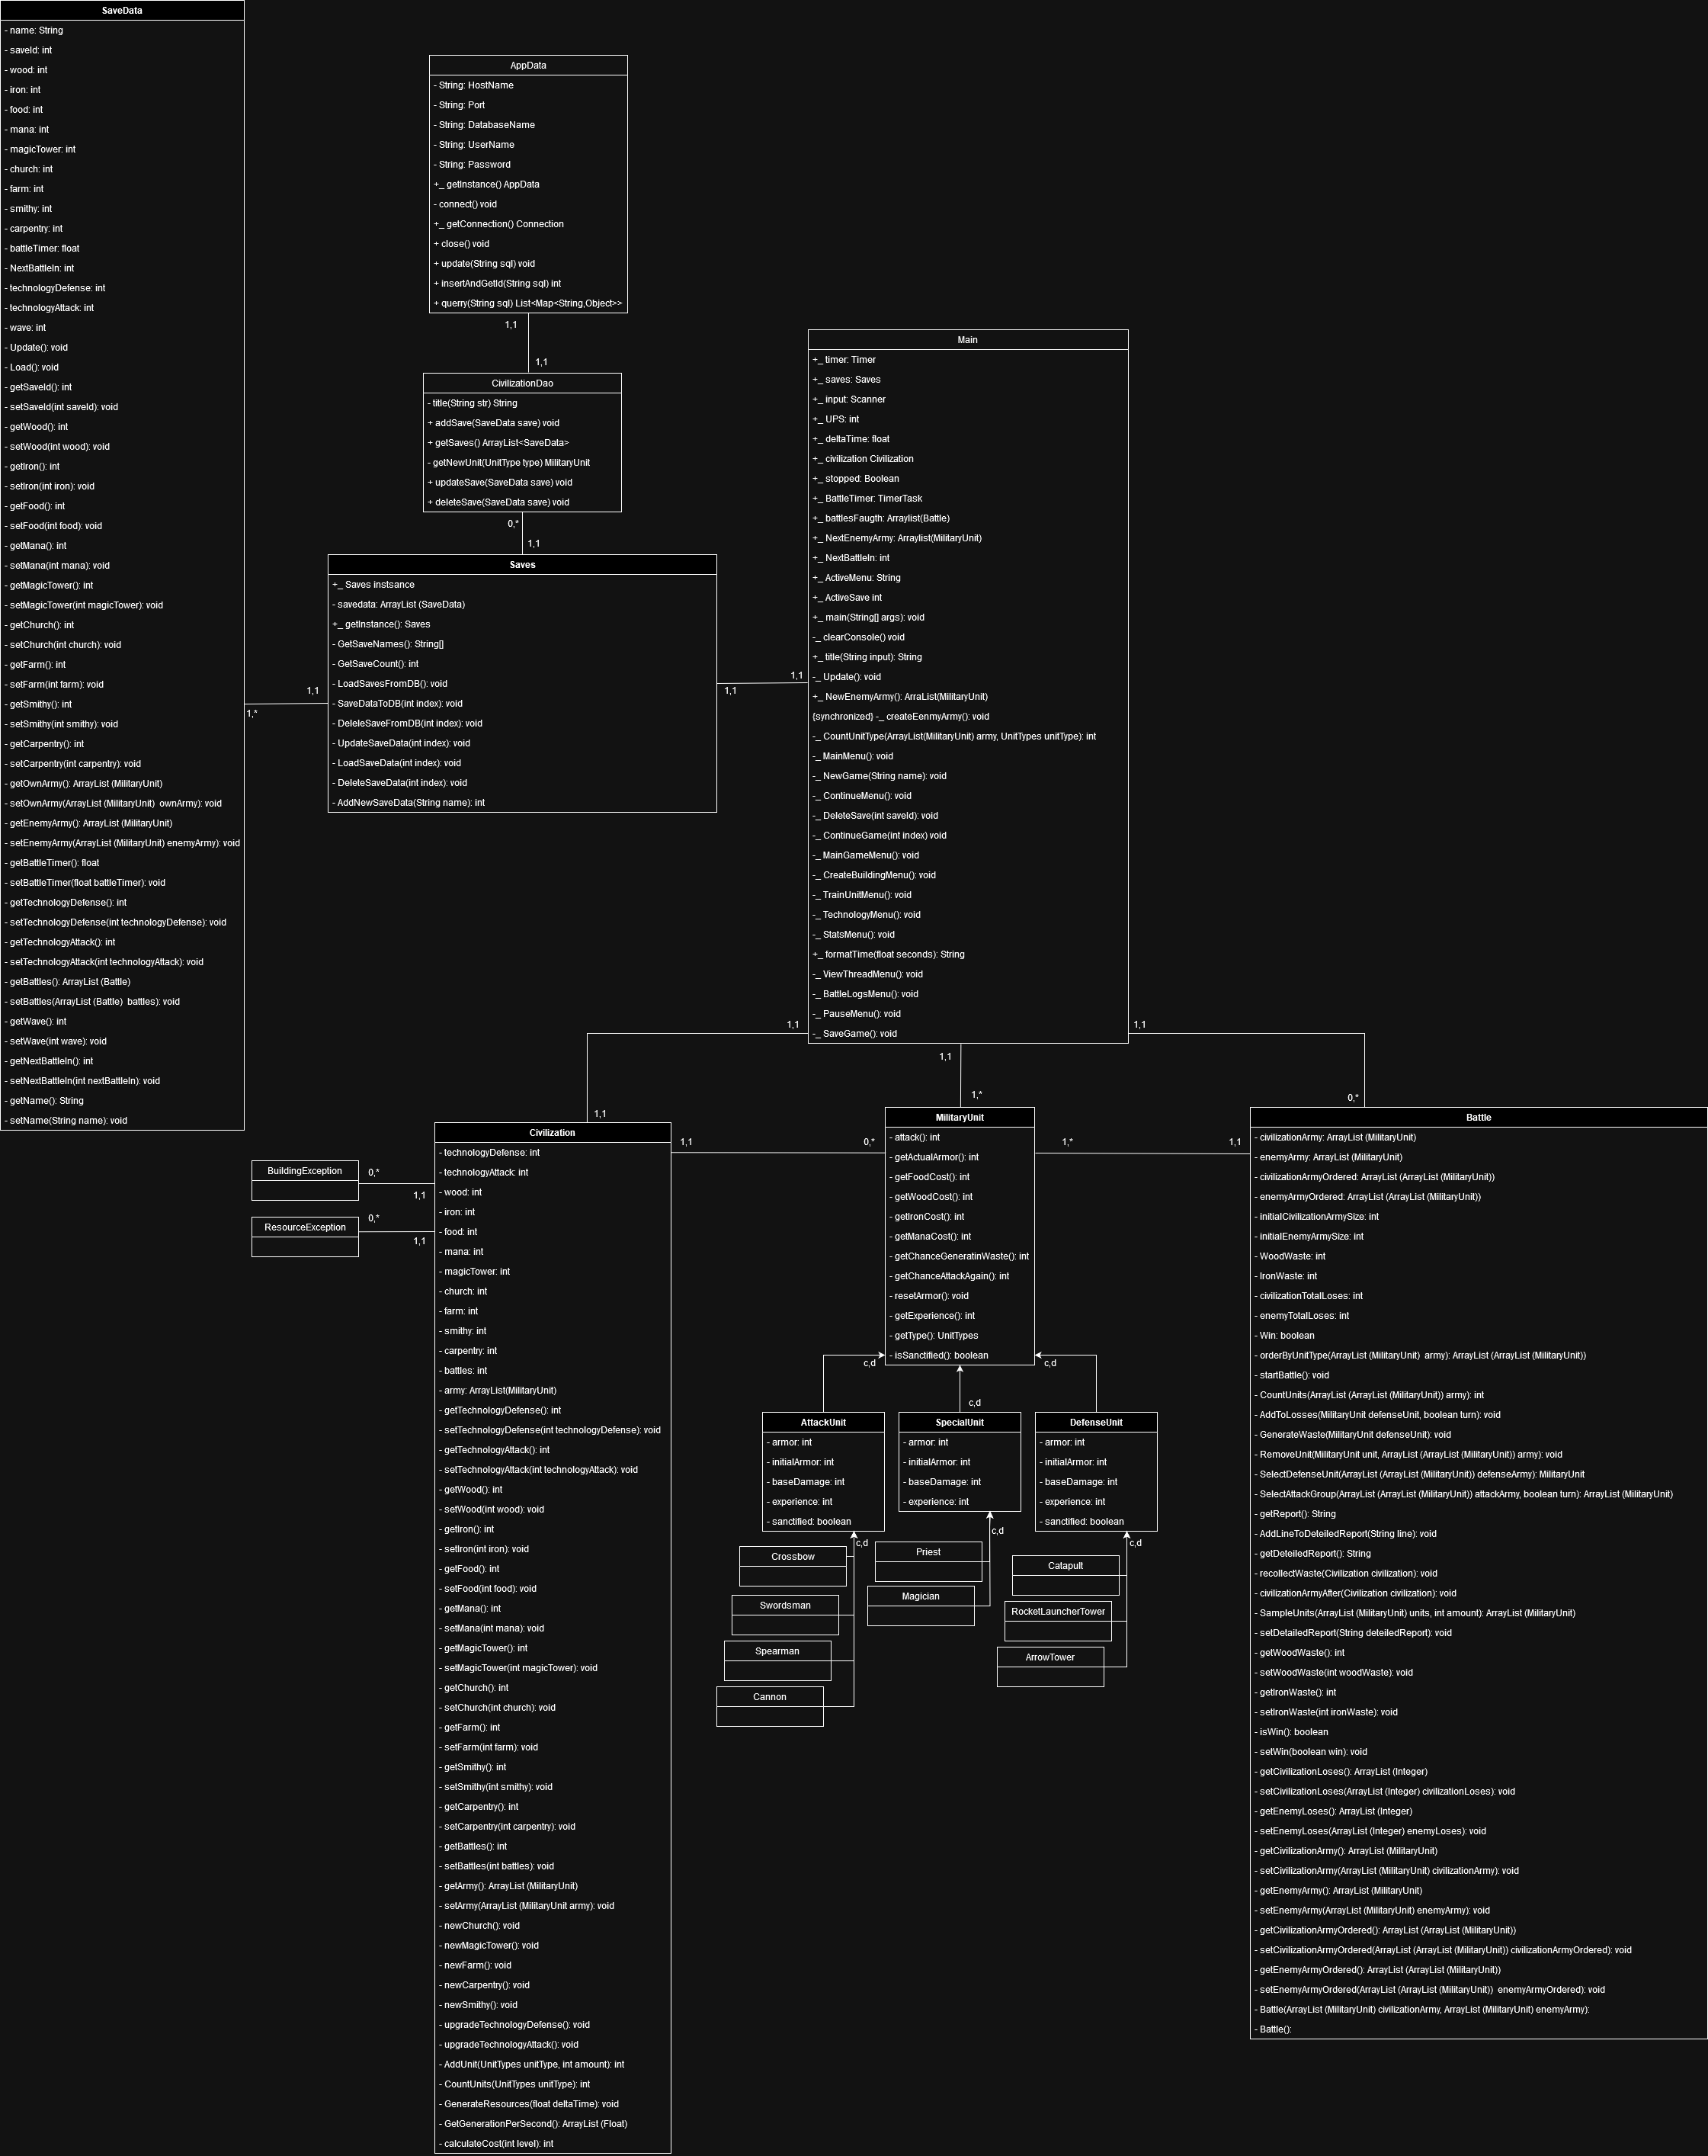 SaveData
- name: String
- saveId: int
- wood: int
- iron: int
- food: int
- mana: int
- magicTower: int
- church: int
- farm: int
- smithy: int
- carpentry: int
- battleTimer: float
- NextBattleIn: int
- technologyDefense: int
- technologyAttack: int
- wave: int
- Update(): void
- Load(): void
- getSaveId(): int
- setSaveId(int saveId): void
- getWood(): int
- setWood(int wood): void
- getIron(): int
- setIron(int iron): void
- getFood(): int
- setFood(int food): void
- getMana(): int
- setMana(int mana): void
- getMagicTower(): int
- setMagicTower(int magicTower): void
- getChurch(): int
- setChurch(int church): void
- getFarm(): int
- setFarm(int farm): void
- getSmithy(): int
- setSmithy(int smithy): void
- getCarpentry(): int
- setCarpentry(int carpentry): void
- getOwnArmy(): ArrayList (MilitaryUnit)
- setOwnArmy(ArrayList (MilitaryUnit)  ownArmy): void
- getEnemyArmy(): ArrayList (MilitaryUnit)
- setEnemyArmy(ArrayList (MilitaryUnit) enemyArmy): void
- getBattleTimer(): float
- setBattleTimer(float battleTimer): void
- getTechnologyDefense(): int
- setTechnologyDefense(int technologyDefense): void
- getTechnologyAttack(): int
- setTechnologyAttack(int technologyAttack): void
- getBattles(): ArrayList (Battle)
- setBattles(ArrayList (Battle)  battles): void
- getWave(): int
- setWave(int wave): void
- getNextBattleIn(): int
- setNextBattleIn(int nextBattleIn): void
- getName(): String
- setName(String name): void
AppData
- String: HostName
- String: Port
- String: DatabaseName
- String: UserName
- String: Password
+_ getInstance() AppData
- connect() void
+_ getConnection() Connection
+ close() void
+ update(String sql) void
+ insertAndGetId(String sql) int
+ querry(String sql) List<Map<String,Object>>
1,1
1,1
CivilizationDao
- title(String str) String
+ addSave(SaveData save) void
+ getSaves() ArrayList<SaveData>
- getNewUnit(UnitType type) MilitaryUnit
+ updateSave(SaveData save) void
+ deleteSave(SaveData save) void
0,*
1,1
Saves
+_ Saves instsance
- savedata: ArrayList (SaveData)
+_ getInstance(): Saves
- GetSaveNames(): String[]
- GetSaveCount(): int
- LoadSavesFromDB(): void
- SaveDataToDB(int index): void
- DeleleSaveFromDB(int index): void
- UpdateSaveData(int index): void
- LoadSaveData(int index): void
- DeleteSaveData(int index): void
- AddNewSaveData(String name): int
1,1
1,*
1,1
1,1
Main
+_ timer: Timer
+_ saves: Saves
+_ input: Scanner
+_ UPS: int
+_ deltaTime: float
+_ civilization Civilization
+_ stopped: Boolean
+_ BattleTimer: TimerTask
+_ battlesFaugth: Arraylist(Battle)
+_ NextEnemyArmy: Arraylist(MilitaryUnit)
+_ NextBattleIn: int
+_ ActiveMenu: String
+_ ActiveSave int
+_ main(String[] args): void
-_ clearConsole() void
+_ title(String input): String
-_ Update(): void
+_ NewEnemyArmy(): ArraList(MilitaryUnit)
{synchronized} -_ createEenmyArmy(): void
-_ CountUnitType(ArrayList(MilitaryUnit) army, UnitTypes unitType): int
-_ MainMenu(): void
-_ NewGame(String name): void
-_ ContinueMenu(): void
-_ DeleteSave(int saveId): void
-_ ContinueGame(int index) void
-_ MainGameMenu(): void
-_ CreateBuildingMenu(): void
-_ TrainUnitMenu(): void
-_ TechnologyMenu(): void
-_ StatsMenu(): void
+_ formatTime(float seconds): String
-_ ViewThreadMenu(): void
-_ BattleLogsMenu(): void
-_ PauseMenu(): void
-_ SaveGame(): void
1,1
1,1
1,1
1,1
1,*
0,*
BuildingException
0,*
1,1
ResourceException
0,*
1,1
Civilization
- technologyDefense: int
- technologyAttack: int
- wood: int
- iron: int
- food: int
- mana: int
- magicTower: int
- church: int
- farm: int
- smithy: int
- carpentry: int
- battles: int
- army: ArrayList(MilitaryUnit)
- getTechnologyDefense(): int
- setTechnologyDefense(int technologyDefense): void
- getTechnologyAttack(): int
- setTechnologyAttack(int technologyAttack): void
- getWood(): int
- setWood(int wood): void
- getIron(): int
- setIron(int iron): void
- getFood(): int
- setFood(int food): void
- getMana(): int
- setMana(int mana): void
- getMagicTower(): int
- setMagicTower(int magicTower): void
- getChurch(): int
- setChurch(int church): void
- getFarm(): int
- setFarm(int farm): void
- getSmithy(): int
- setSmithy(int smithy): void
- getCarpentry(): int
- setCarpentry(int carpentry): void
- getBattles(): int
- setBattles(int battles): void
- getArmy(): ArrayList (MilitaryUnit)
- setArmy(ArrayList (MilitaryUnit army): void
- newChurch(): void
- newMagicTower(): void
- newFarm(): void
- newCarpentry(): void
- newSmithy(): void
- upgradeTechnologyDefense(): void
- upgradeTechnologyAttack(): void
- AddUnit(UnitTypes unitType, int amount): int
- CountUnits(UnitTypes unitType): int
- GenerateResources(float deltaTime): void
- GetGenerationPerSecond(): ArrayList (Float)
- calculateCost(int level): int
1,1
0,*
MilitaryUnit
- attack(): int
- getActualArmor(): int
- getFoodCost(): int
- getWoodCost(): int
- getIronCost(): int
- getManaCost(): int
- getChanceGeneratinWaste(): int
- getChanceAttackAgain(): int
- resetArmor(): void
- getExperience(): int
- getType(): UnitTypes
- isSanctified(): boolean
1,*
1,1
c,d
c,d
c,d
AttackUnit
- armor: int
- initialArmor: int
- baseDamage: int
- experience: int
- sanctified: boolean
SpecialUnit
- armor: int
- initialArmor: int
- baseDamage: int
- experience: int
DefenseUnit
- armor: int
- initialArmor: int
- baseDamage: int
- experience: int
- sanctified: boolean
c,d
Crossbow
Swordsman
Spearman
Cannon
c,d
Priest
Magician
c,d
Catapult
RocketLauncherTower
ArrowTower
Battle
- civilizationArmy: ArrayList (MilitaryUnit)
- enemyArmy: ArrayList (MilitaryUnit)
- civilizationArmyOrdered: ArrayList (ArrayList (MilitaryUnit))
- enemyArmyOrdered: ArrayList (ArrayList (MilitaryUnit))
- initialCivilizationArmySize: int
- initialEnemyArmySize: int
- WoodWaste: int
- IronWaste: int
- civilizationTotalLoses: int
- enemyTotalLoses: int
- Win: boolean
- orderByUnitType(ArrayList (MilitaryUnit)  army): ArrayList (ArrayList (MilitaryUnit))
- startBattle(): void
- CountUnits(ArrayList (ArrayList (MilitaryUnit)) army): int
- AddToLosses(MilitaryUnit defenseUnit, boolean turn): void
- GenerateWaste(MilitaryUnit defenseUnit): void
- RemoveUnit(MilitaryUnit unit, ArrayList (ArrayList (MilitaryUnit)) army): void
- SelectDefenseUnit(ArrayList (ArrayList (MilitaryUnit)) defenseArmy): MilitaryUnit
- SelectAttackGroup(ArrayList (ArrayList (MilitaryUnit)) attackArmy, boolean turn): ArrayList (MilitaryUnit)
- getReport(): String
- AddLineToDeteiledReport(String line): void
- getDeteiledReport(): String
- recollectWaste(Civilization civilization): void
- civilizationArmyAfter(Civilization civilization): void
- SampleUnits(ArrayList (MilitaryUnit) units, int amount): ArrayList (MilitaryUnit)
- setDetailedReport(String deteiledReport): void
- getWoodWaste(): int
- setWoodWaste(int woodWaste): void
- getIronWaste(): int
- setIronWaste(int ironWaste): void
- isWin(): boolean
- setWin(boolean win): void
- getCivilizationLoses(): ArrayList (Integer)
- setCivilizationLoses(ArrayList (Integer) civilizationLoses): void
- getEnemyLoses(): ArrayList (Integer)
- setEnemyLoses(ArrayList (Integer) enemyLoses): void
- getCivilizationArmy(): ArrayList (MilitaryUnit)
- setCivilizationArmy(ArrayList (MilitaryUnit) civilizationArmy): void
- getEnemyArmy(): ArrayList (MilitaryUnit)
- setEnemyArmy(ArrayList (MilitaryUnit) enemyArmy): void
- getCivilizationArmyOrdered(): ArrayList (ArrayList (MilitaryUnit))
- setCivilizationArmyOrdered(ArrayList (ArrayList (MilitaryUnit)) civilizationArmyOrdered): void
- getEnemyArmyOrdered(): ArrayList (ArrayList (MilitaryUnit))
- setEnemyArmyOrdered(ArrayList (ArrayList (MilitaryUnit))  enemyArmyOrdered): void
- Battle(ArrayList (MilitaryUnit) civilizationArmy, ArrayList (MilitaryUnit) enemyArmy):
- Battle():